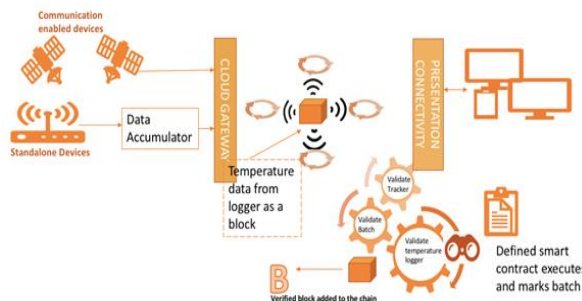 Communication
enabled devices
Standalone Devices
Data
Accumulator
CLOUD GATEWAY
Temperature
data from
logger as a
block
PRESENTATION
CONNECTIVITY
Validate
Tracker
Validate
Batch
Validate
temperature
logger
Defined smart
contract execute
and marks batch
B
Verified block added to the chain